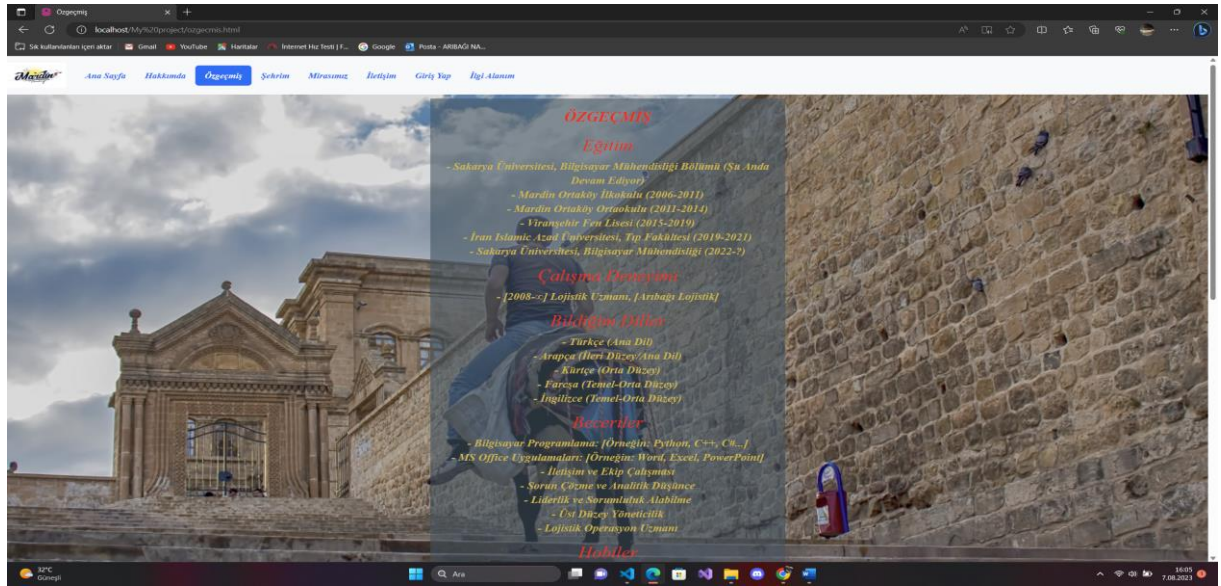 Özgeçmiş
localhost/My%20project/ozgecmis.html
Sık kullanılanları içeri aktar Gmail YouTube Haritalar İnternet Hız Testi | F... Google Posta - ARIBAĞI NA...
Mardin Ana Sayfa Hakkımda Özgeçmiş Şehrim Mirasımız İletişim Giriş Yap İlgi Alanım
ÖZGEÇMİŞ
Eğitim
- Sakarya Üniversitesi, Bilgisayar Mühendisliği Bölümü (Şu Anda
Devam Ediyor)
- Mardin Ortaköy İlkokulu (2006-2011)
- Mardin Ortaköy Ortaokulu (2011-2014)
- Viranşehir Fen Lisesi (2015-2019)
- İran Islamic Azad Üniversitesi, Tıp Fakültesi (2019-2021)
- Sakarya Üniversitesi, Bilgisayar Mühendisliği (2022-?)
Çalışma Deneyimi
- [2008-∞] Lojistik Uzmanı, [Arıbağı Lojistik]
Bildiğim Diller
- Türkçe (Ana Dil)
- Arapça (İleri Düzey/Ana Dil)
- Kürtçe (Orta Düzey)
- Farcsa (Temel-Orta Düzey)
- İngilizce (Temel-Orta Düzey)
Beceriler
- Bilgisayar Programlama: [Örneğin: Python, C++, C#...]
- MS Office Uygulamaları: [Örneğin: Word, Excel, PowerPoint]
- İletişim ve Ekip Çalışması
- Sorun Çözme ve Analitik Düşünce
- Liderlik ve Sorumluluk Alabilme
- Üst Düzey Yöneticilik
- Lojistik Operasyon Uzmanı
Hobiler
32°C
Güneşli
Ara
16:05
7.08.2023